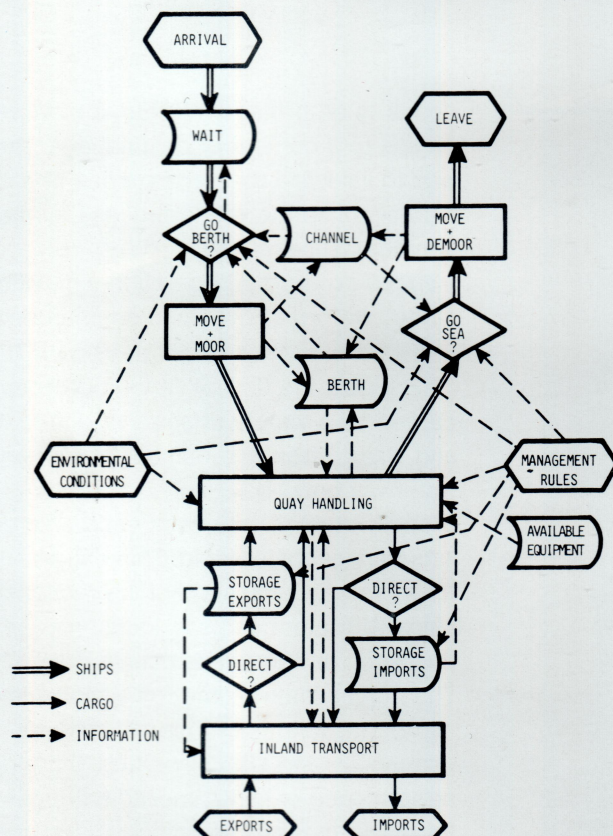 ARRIVAL
WAIT
LEAVE
GO
BERTH
?
CHANNEL
MOVE
+
DEMOOR
MOVE
+
MOOR
GO
SEA
?
BERTH
ENVIRONMENTAL
CONDITIONS
MANAGEMENT
RULES
QUAY HANDLING
AVAILABLE
EQUIPMENT
STORAGE
EXPORTS
DIRECT
?
STORAGE
IMPORTS
DIRECT
?
SHIPS
CARGO
INFORMATION
INLAND TRANSPORT
EXPORTS
IMPORTS